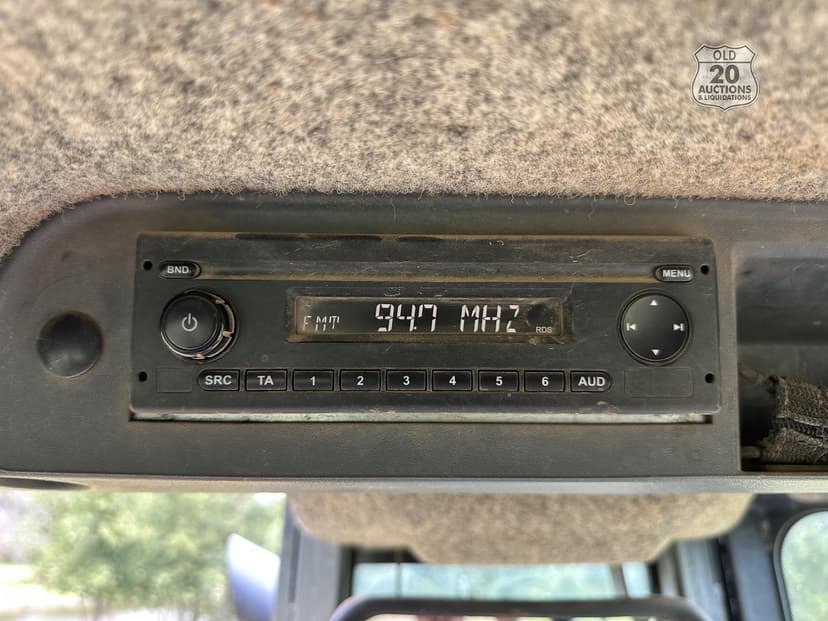 OLD
20
AUCTIONS
& LIQUIDATIONS
BND
MENU
FMT 94.7 MHZ
RDS
SRC TA 1 2 3 4 5 6 AUD